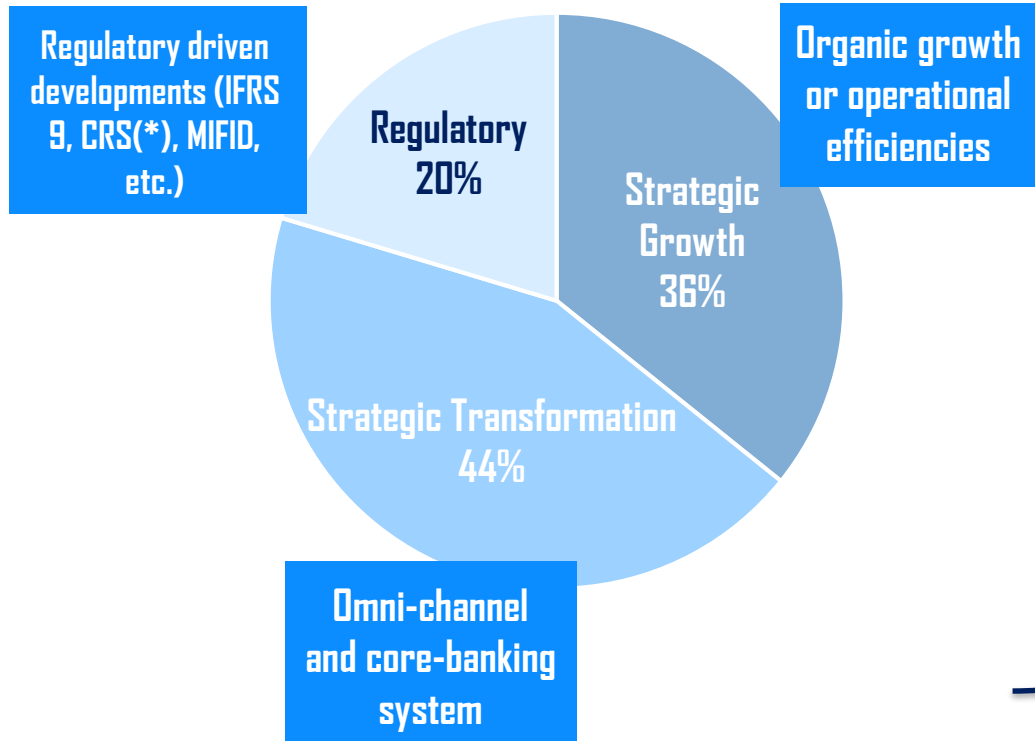 Regulatory driven
developments (IFRS
9, CRS(*), MIFID,
etc.)
Regulatory
20%
Organic growth
or operational
efficiencies
Strategic
Growth
36%
Strategic Transformation
44%
Omni-channel
and core-banking
system